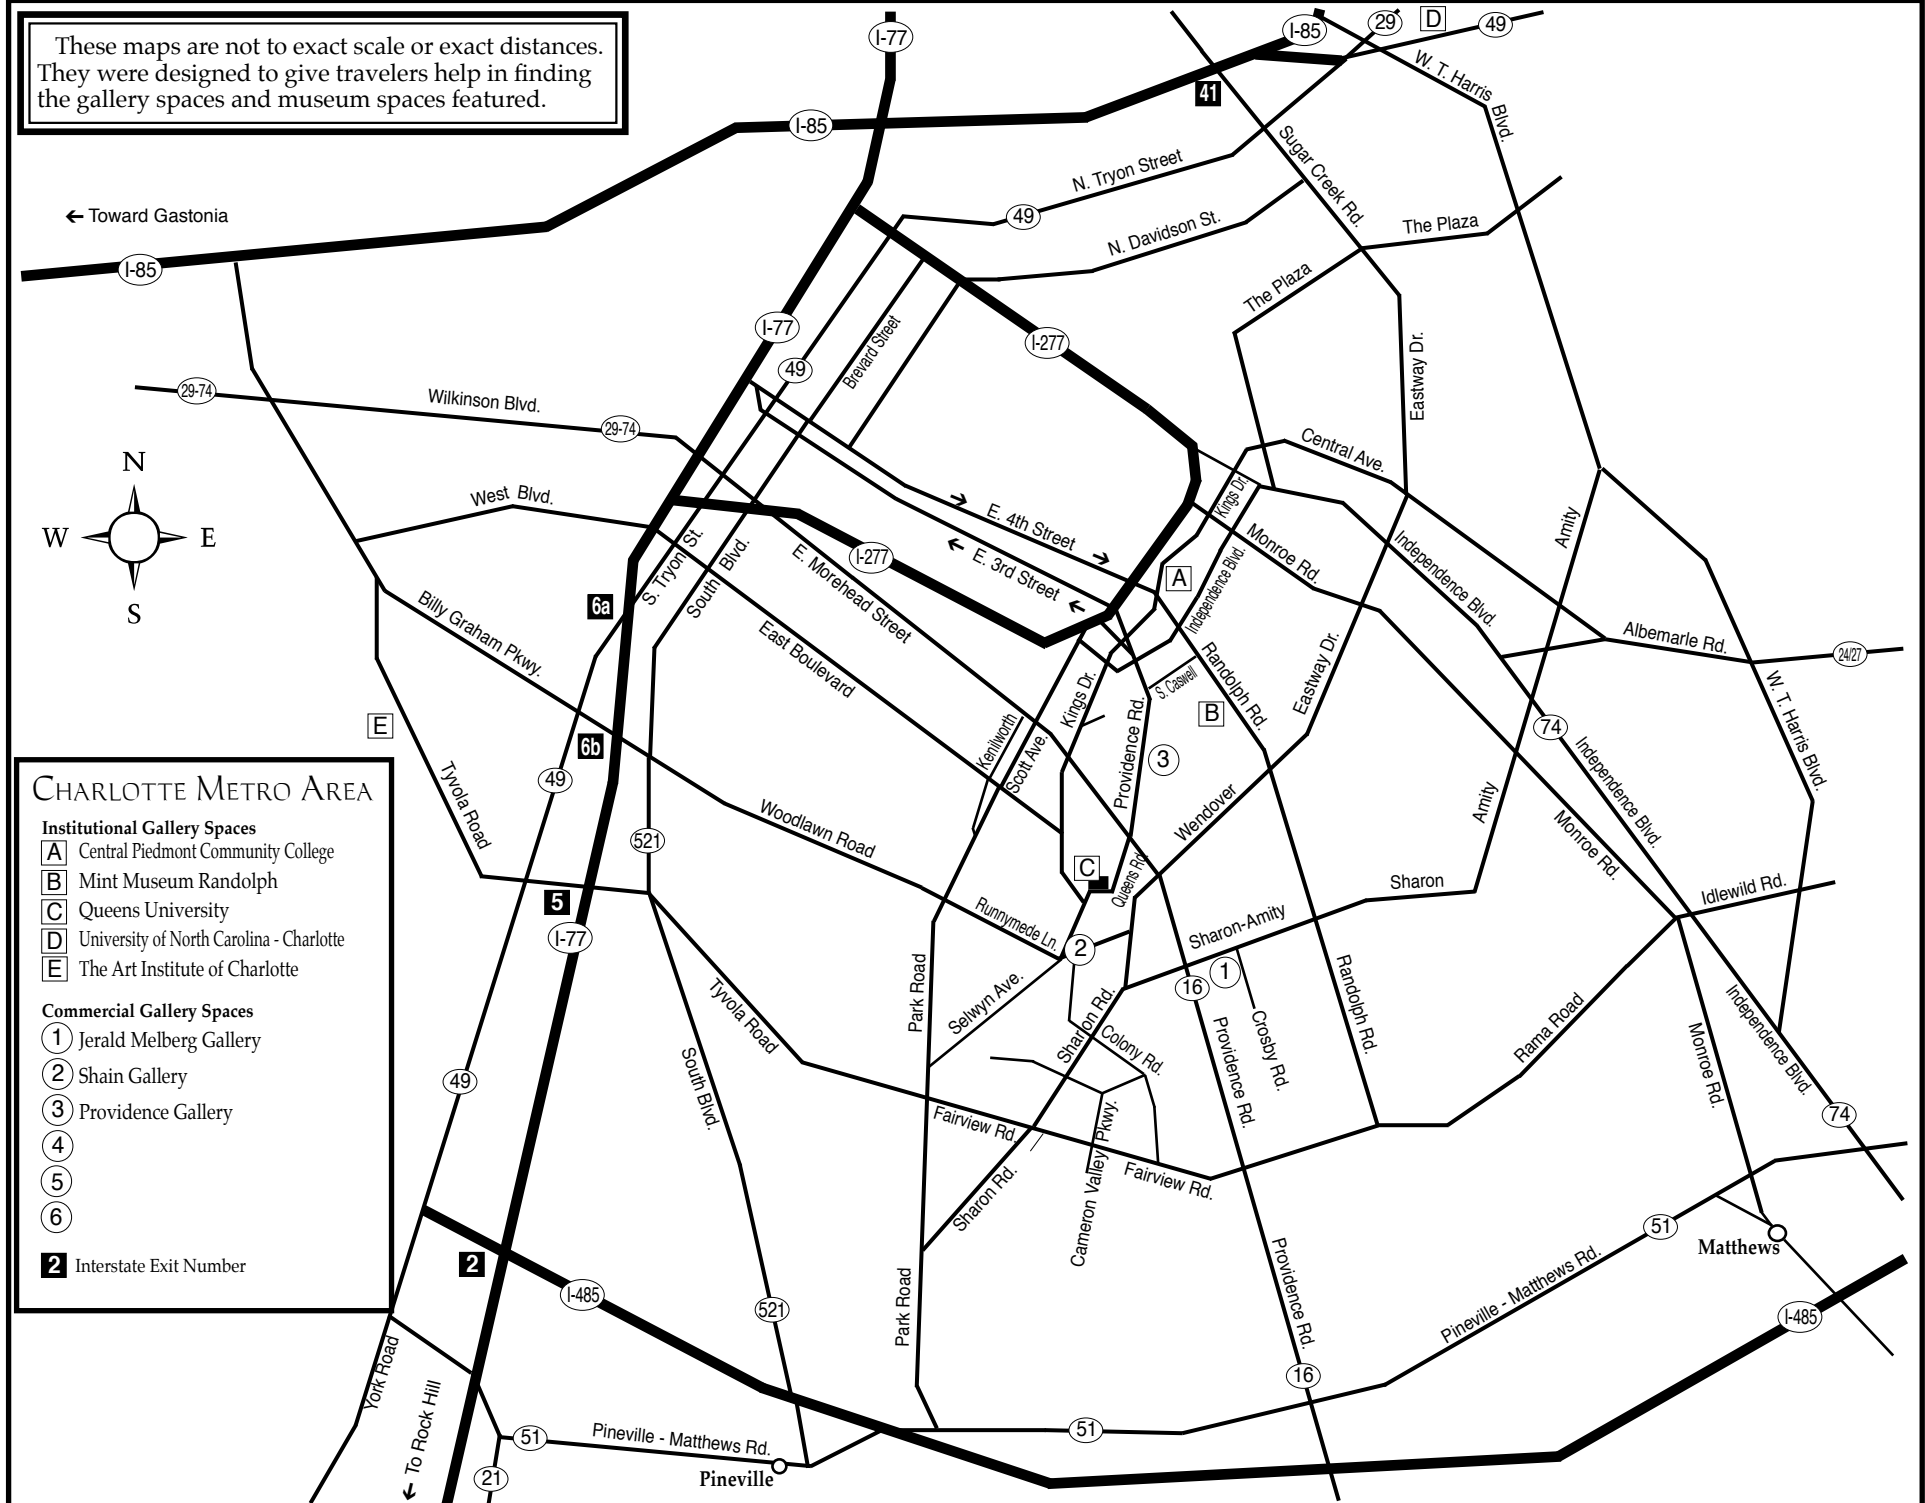 These maps are not to exact scale or exact distances.
They were designed to give travelers help in finding
the gallery spaces and museum spaces featured.
I-77
I-85
29
D
49
W. T. Harris
Blvd.
41
I-85
Sugar Creek Rd.
N. Tryon Street
49
← Toward Gastonia
N. Davidson St.
The Plaza
I-85
The Plaza
I-77
I-277
49
Brevard Street
Eastway Dr.
29-74
Wilkinson Blvd.
29-74
Central Ave.
N
W
E
S
West Blvd.
Kings Dr.
E. 4th Street
E. 3rd Street
Monroe Rd.
Independence Blvd.
Amity
S. Tryon St.
South Blvd.
I-277
E. Morehead Street
A
Independence Blvd.
6a
Billy Graham Pkwy.
East Boulevard
Albemarle Rd.
24/27
Randolph Rd.
S. Caswell
Eastway Dr.
W. T. Harris Blvd.
E
B
Kings Dr.
Kenilworth
Scott Ave.
Providence Rd.
3
74
Independence Blvd.
6b
49
Tyvola Road
521
Woodlawn Road
Wendover
Amity
Monroe Rd.
C
Queens Rd.
Sharon
Idlewild Rd.
5
I-77
Runnymede Ln.
2
Sharon-Amity
1
16
Park Road
Selwyn Ave.
Sharon Rd.
Colony Rd.
Crosby Rd.
Providence Rd.
Randolph Rd.
Rama Road
Monroe Rd.
Independence Blvd.
Tyvola Road
South Blvd.
49
Fairview Rd.
74
Cameron Valley Pkwy.
Fairview Rd.
Sharon Rd.
51
Matthews
2
I-485
521
Park Road
Providence Rd.
Pineville - Matthews Rd.
I-485
16
York Road
← To Rock Hill
51
Pineville - Matthews Rd.
51
Pineville
21
CHARLOTTE METRO AREA
Institutional Gallery Spaces
A Central Piedmont Community College
B Mint Museum Randolph
C Queens University
D University of North Carolina - Charlotte
E The Art Institute of Charlotte
Commercial Gallery Spaces
1 Jerald Melberg Gallery
2 Shain Gallery
3 Providence Gallery
4
5
6
2 Interstate Exit Number